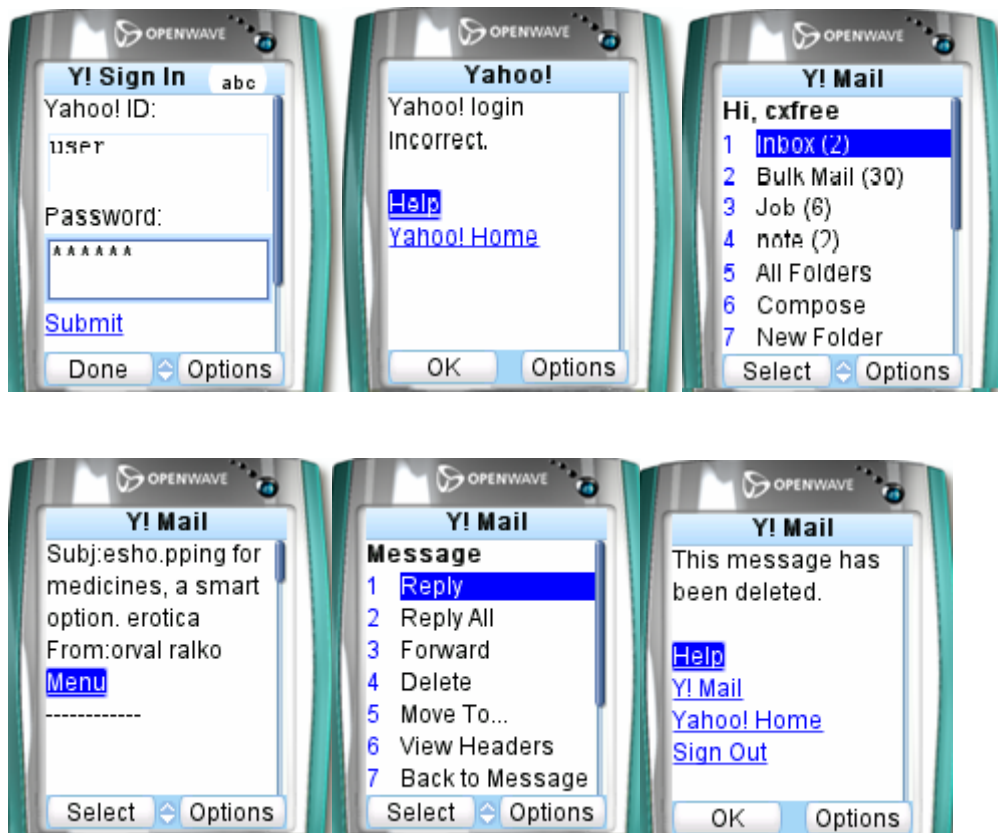 OPENWAVE
Y! Sign In abc
Yahoo! ID:
user
Password:
******
Submit
Done Options
OPENWAVE
Yahoo!
Yahoo! login
Incorrect.
Help
Yahoo! Home
OK Options
OPENWAVE
Y! Mail
Hi, cxfree
1 Inbox (2)
2 Bulk Mail (30)
3 Job (6)
4 note (2)
5 All Folders
6 Compose
7 New Folder
Select Options
OPENWAVE
Y! Mail
Subj:esho.pping for
medicines, a smart
option. erotica
From:orval ralko
Menu
------------
Select Options
OPENWAVE
Y! Mail
Message
1 Reply
2 Reply All
3 Forward
4 Delete
5 Move To...
6 View Headers
7 Back to Message
Select Options
OPENWAVE
Y! Mail
This message has
been deleted.
Help
Y! Mail
Yahoo! Home
Sign Out
OK Options